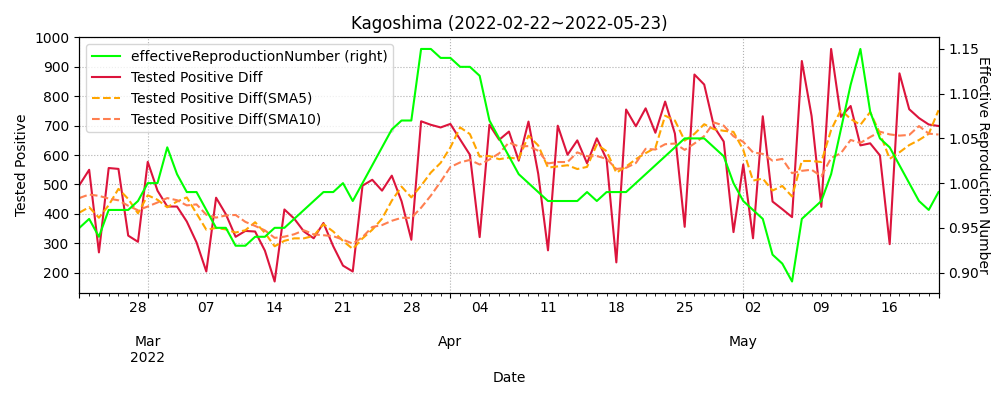 Kagoshima (2022-02-22~2022-05-23)
effectiveReproductionNumber (right)
Tested Positive Diff
Tested Positive Diff(SMA5)
Tested Positive Diff(SMA10)
Tested Positive
1000
900
800
700
600
500
400
300
200
Effective Reproduction Number
1.15
1.10
1.05
1.00
0.95
0.90
28 07 14 21 28 04 11 18 25 02 09 16
Mar Apr May
2022
Date